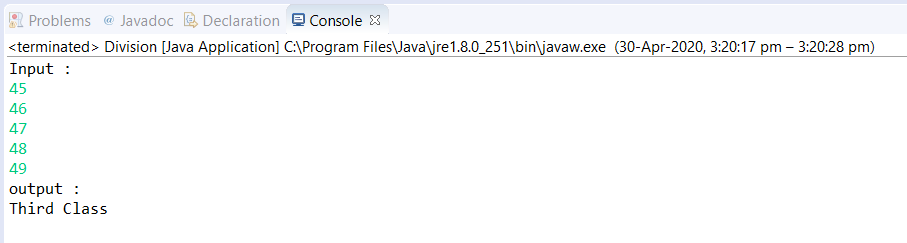 Problems @ Javadoc Declaration Console
<terminated> Division [Java Application] C:\Program Files\Java\jre1.8.0_251\bin\javaw.exe (30-Apr-2020, 3:20:17 pm – 3:20:28 pm)
Input :
45
46
47
48
49
output :
Third Class